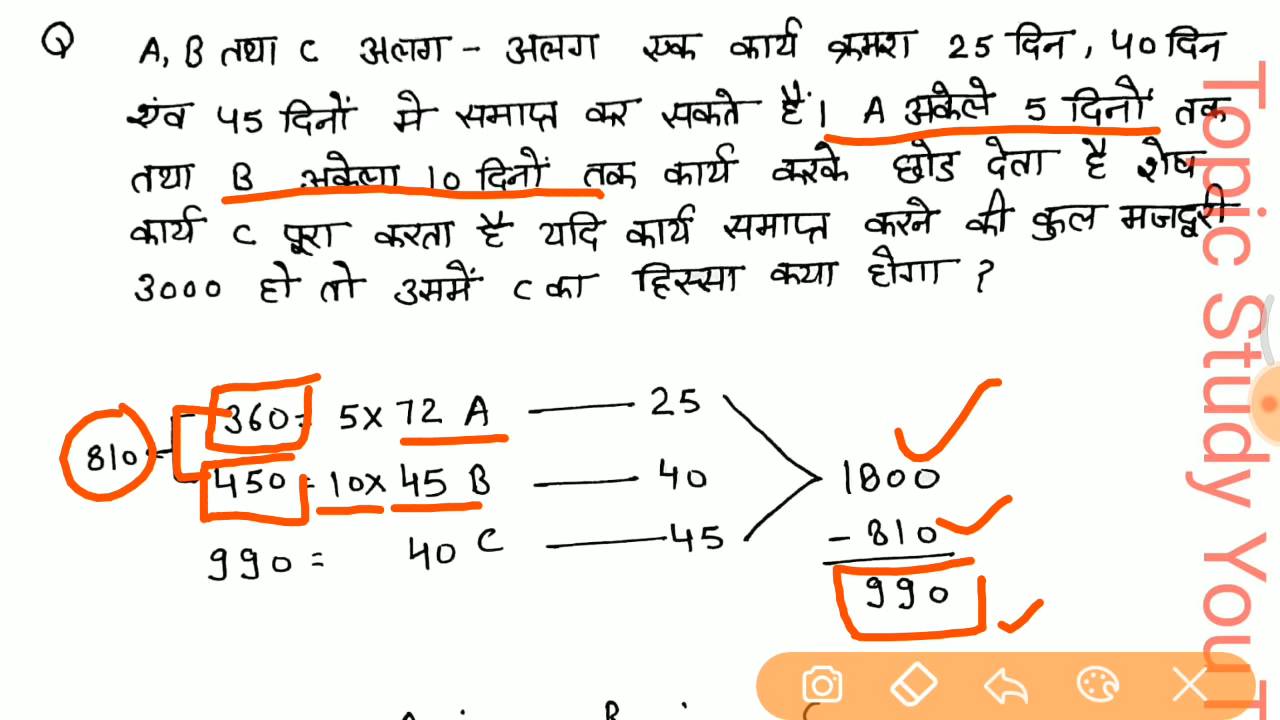 Q A, B तथा C अलग - अलग एक कार्य क्रमश 25 दिन, 40 दिन
एंव 45 दिनों मे समाप्त कर सकते हैं। A अकेले 5 दिनों तक
तथा B अकेला 10 दिनों तक कार्य करके छोड देता है शेष
कार्य C पूरा करता है यदि कार्य समाप्त करने की कुल मजदूरी
3000 हो तो उसमें C का हिस्सा क्या होगा ?
360 = 5 x 72 A — 25
810 =
450 = 10 x 45 B — 40
1800
990 = 40 C — 45
- 810
990
A : B : C
Topic Study You T